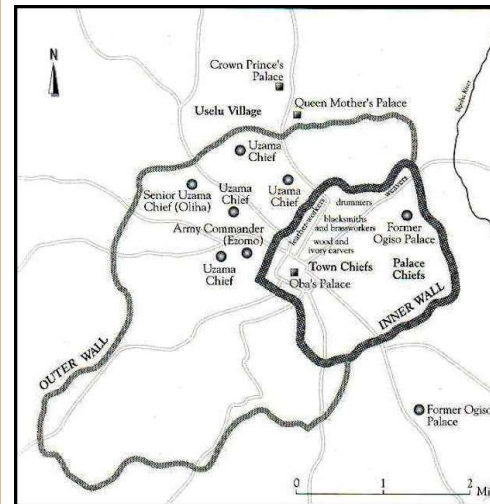 N
Crown Prince's
Palace
Uselu Village
Queen Mother's Palace
Uzama
Chief
Senior Uzama
Chief (Oliha)
Uzama
Chief
Uzama
Chief
Army Commander
(Ezomo)
Uzama
Chief
leatherworkers
drummers
weavers
blacksmiths
and brassworkers
wood and
ivory carvers
Former
Ogiso Palace
Town Chiefs
Palace
Chiefs
Oba's Palace
INNER WALL
OUTER WALL
Former Ogiso
Palace
0
1
2
Mi